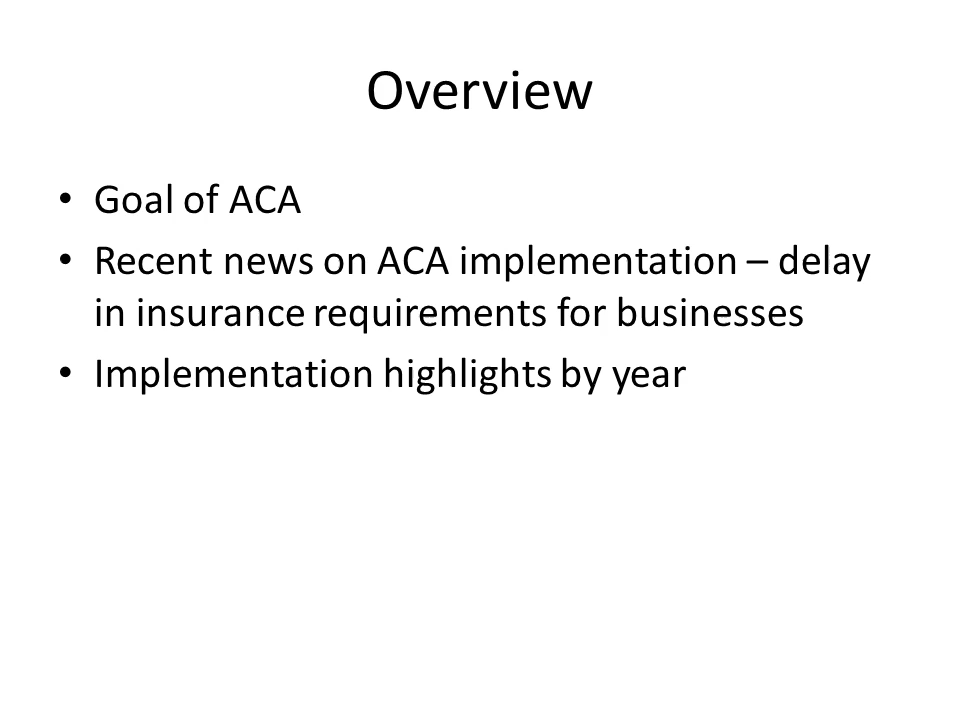 Overview
• Goal of ACA
• Recent news on ACA implementation – delay
in insurance requirements for businesses
• Implementation highlights by year